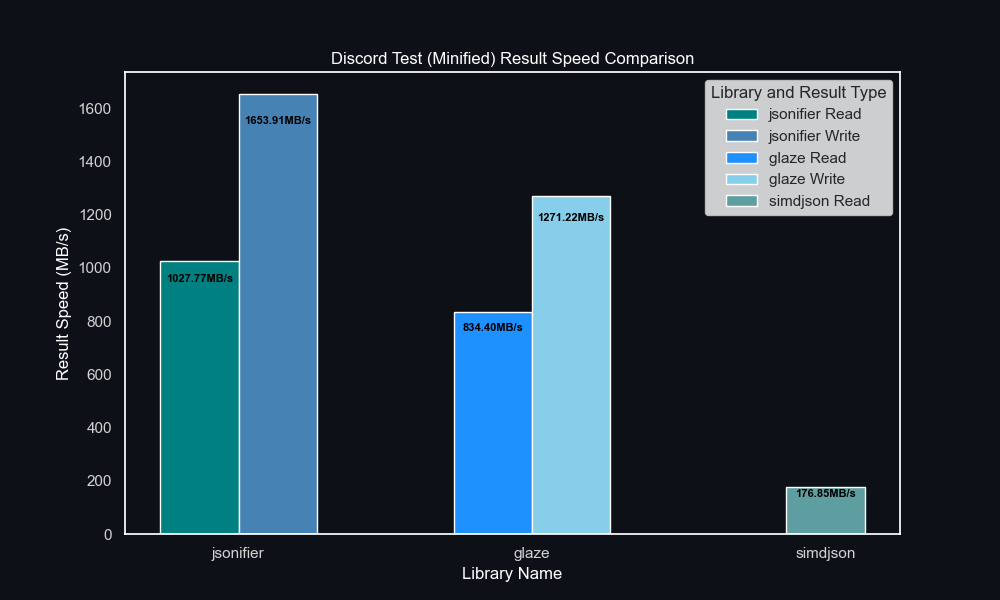 Discord Test (Minified) Result Speed Comparison
Library and Result Type
jsonifier Read
jsonifier Write
glaze Read
glaze Write
simdjson Read
Result Speed (MB/s)
1600
1400
1200
1000
800
600
400
200
0
1027.77MB/s
1653.91MB/s
834.40MB/s
1271.22MB/s
176.85MB/s
jsonifier
glaze
simdjson
Library Name